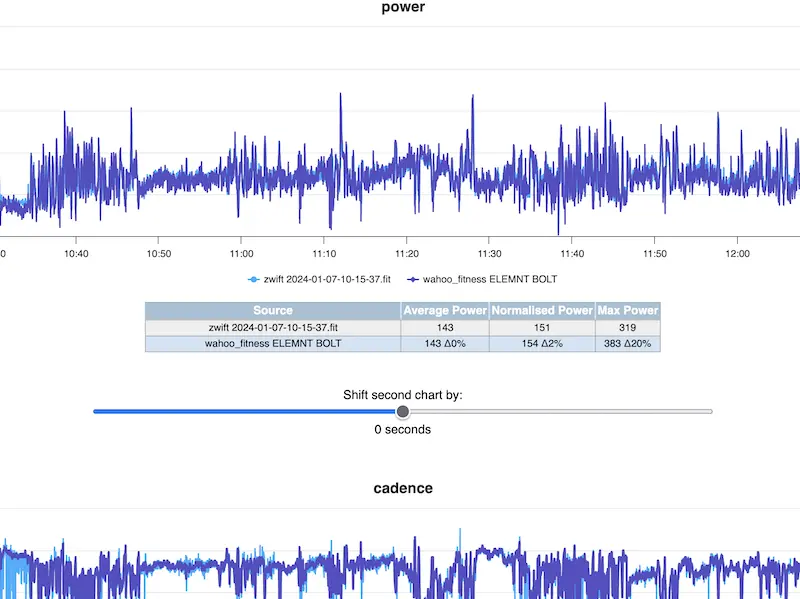 power
0 10:40 10:50 11:00 11:10 11:20 11:30 11:40 11:50 12:00
zwift 2024-01-07-10-15-37.fit wahoo_fitness ELEMNT BOLT
Source Average Power Normalised Power Max Power
zwift 2024-01-07-10-15-37.fit 143 151 319
wahoo_fitness ELEMNT BOLT 143 Δ0% 154 Δ2% 383 Δ20%
Shift second chart by:
0 seconds
cadence